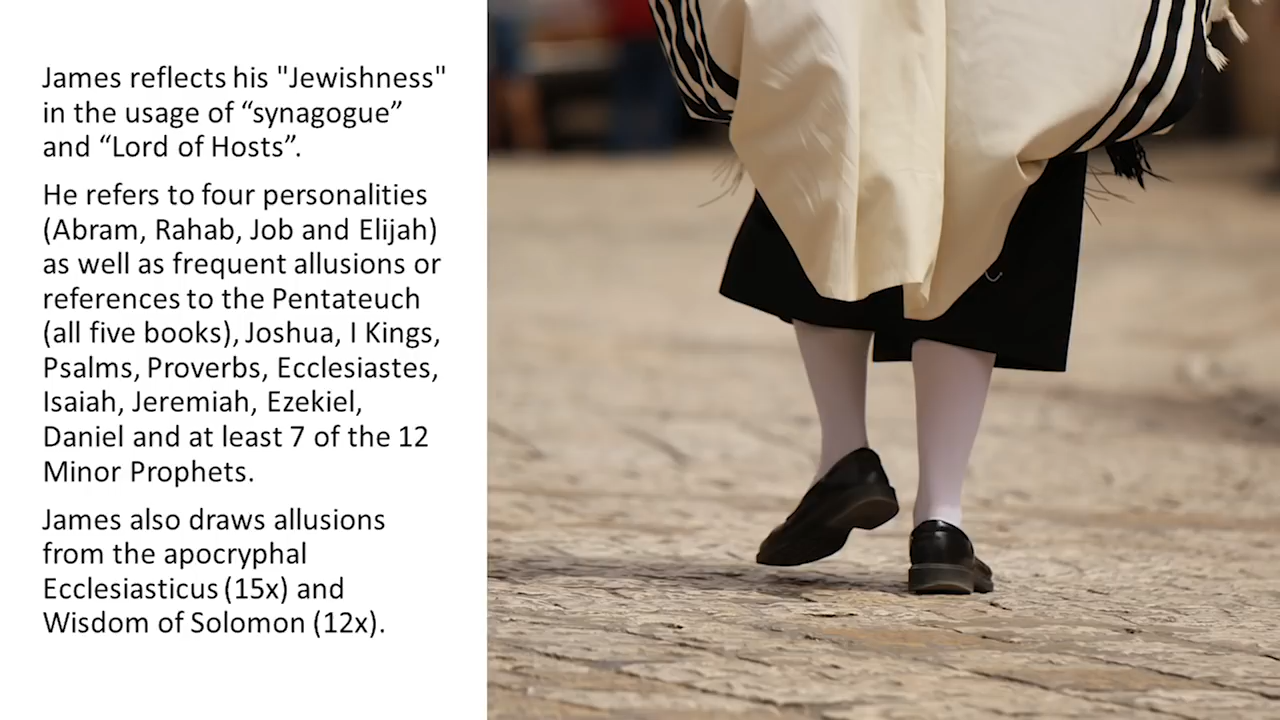 James reflects his "Jewishness"
in the usage of “synagogue”
and “Lord of Hosts”.
He refers to four personalities
(Abram, Rahab, Job and Elijah)
as well as frequent allusions or
references to the Pentateuch
(all five books), Joshua, I Kings,
Psalms, Proverbs, Ecclesiastes,
Isaiah, Jeremiah, Ezekiel,
Daniel and at least 7 of the 12
Minor Prophets.
James also draws allusions
from the apocryphal
Ecclesiasticus (15x) and
Wisdom of Solomon (12x).